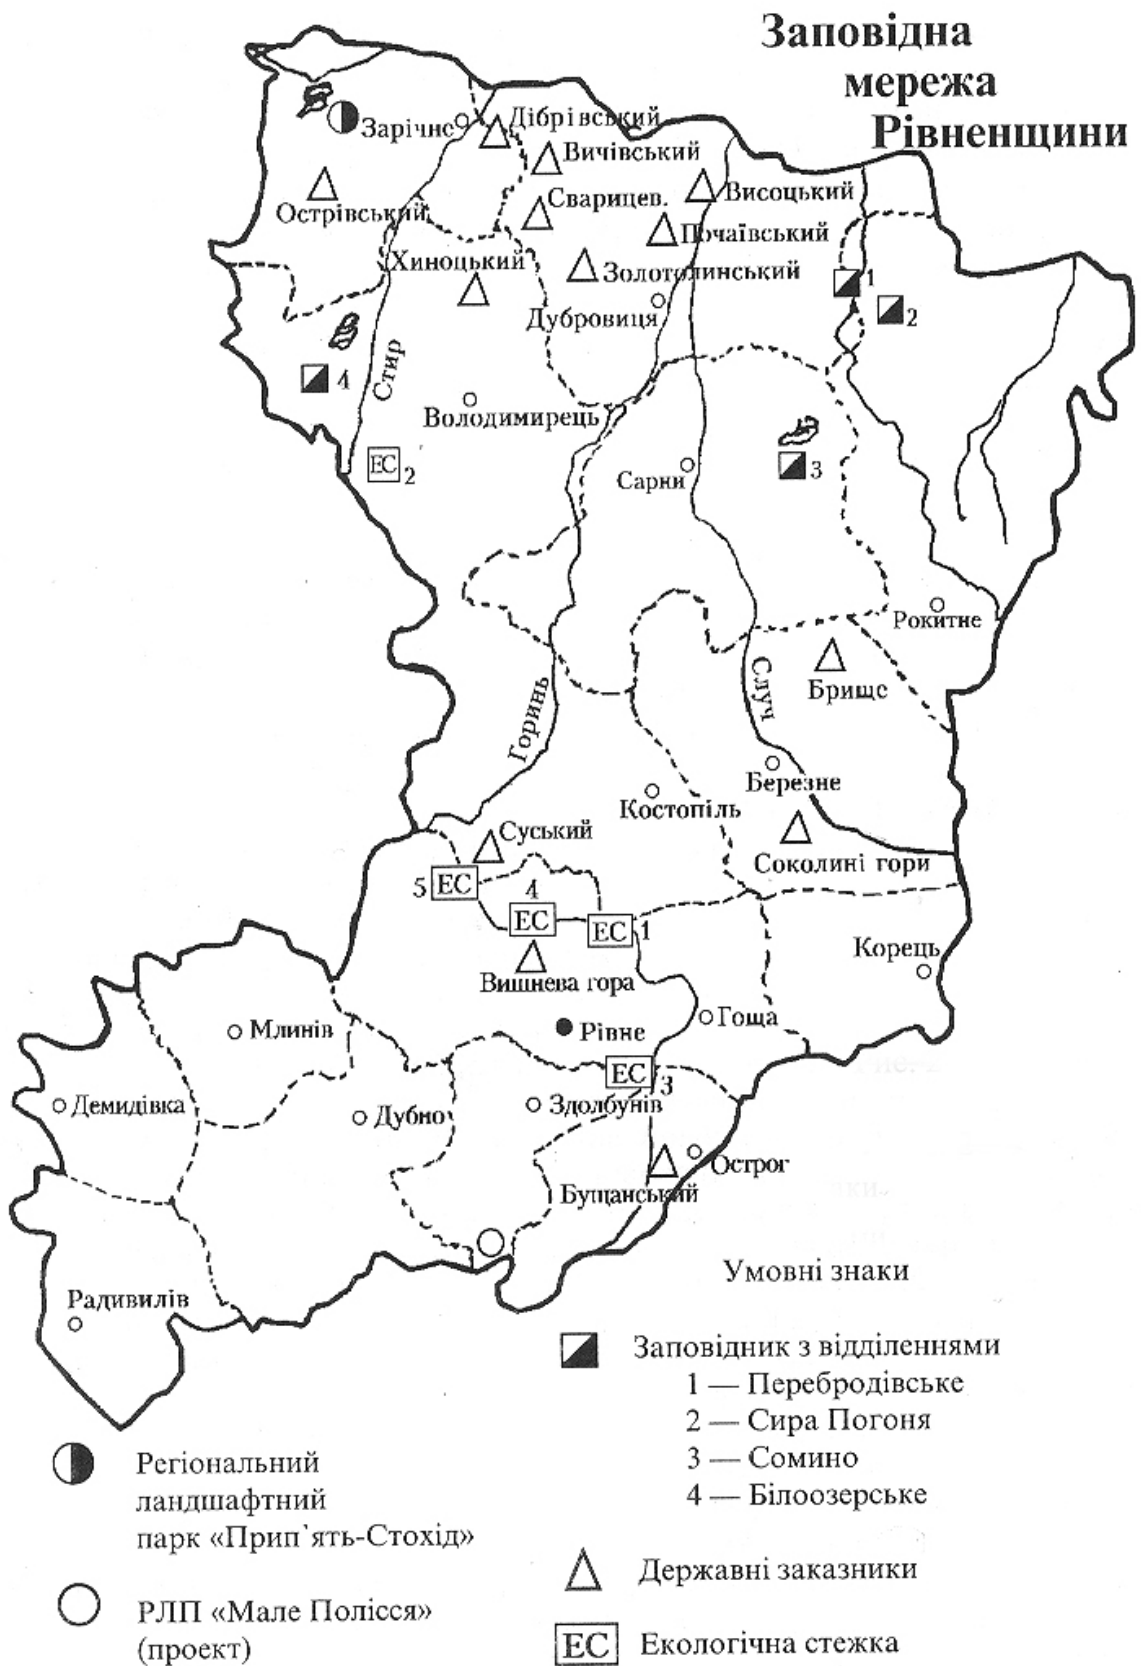 Заповідна
мережа
Рівненщини
Дібрівський
Зарічне
Вичівський
Висоцький
Сварицев.
Острівський
Почаївський
Хиноцький
Золотолинський
1
2
Дубровиця
Стир
4
Володимирець
ЕС 2
Сарни
3
Рокитне
Брище
Случ
Горинь
Березне
Костопіль
Суський
Соколині гори
5 ЕС
4
ЕС
ЕС 1
Корець
Вишнева гора
Гоща
Млинів
Рівне
ЕС 3
Демидівка
Дубно
Здолбунів
Острог
Бущанський
Радивилів
Умовні знаки
Заповідник з відділеннями
1 — Перебродівське
2 — Сира Погоня
3 — Сомино
4 — Білоозерське
Регіональний
ландшафтний
парк «Прип`ять-Стохід»
Державні заказники
РЛП «Мале Полісся»
(проект)
ЕС Екологічна стежка